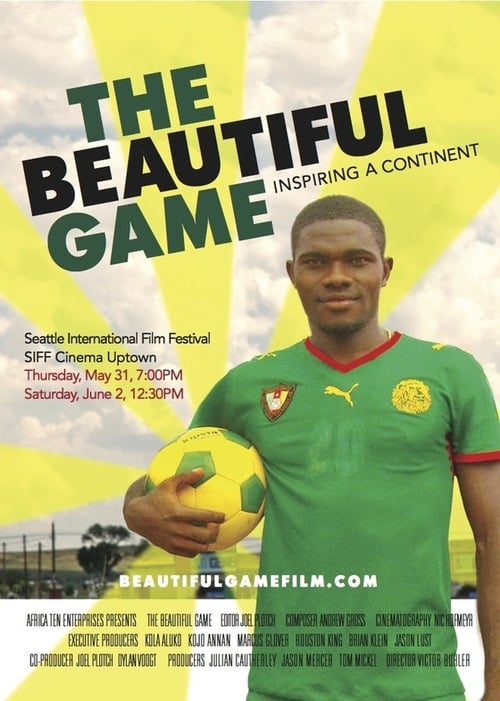 THE
BEAUTIFUL
GAME
INSPIRING A CONTINENT
Seattle International Film Festival
SIFF Cinema Uptown
Thursday, May 31, 7:00PM
Saturday, June 2, 12:30PM
kipsta
BEAUTIFULGAMEFILM.COM
AFRICA TEN ENTERPRISES PRESENTS THE BEAUTIFUL GAME EDITOR JOEL PLOTCH COMPOSER ANDREW GROSS CINEMATOGRAPHY NIC HOFMEYR
EXECUTIVE PRODUCERS KOLA ALUKO KOJO ANNAN MARCUS GLOVER HOUSTON KING BRIAN KLEIN JASON LUST
CO-PRODUCER JOEL PLOTCH DYLAN VOOGT PRODUCERS JULIAN CAUTHERLEY JASON MERCER TOM MICKEL DIRECTOR VICTOR BUHLER